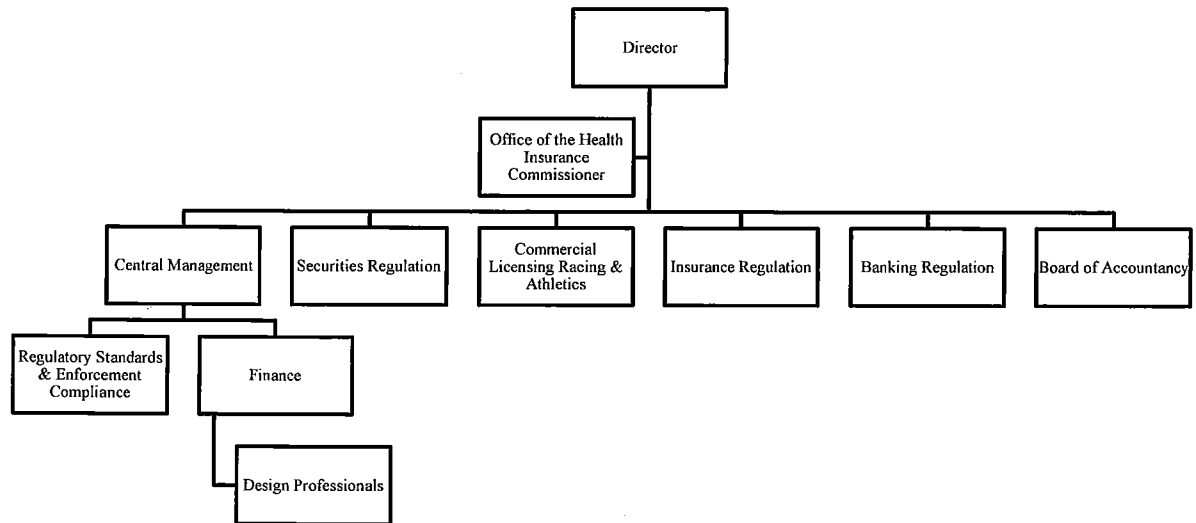 Director
Office of the Health
Insurance
Commissioner
Central Management
Securities Regulation
Commercial
Licensing Racing &
Athletics
Insurance Regulation
Banking Regulation
Board of Accountancy
Regulatory Standards
& Enforcement
Compliance
Finance
Design Professionals